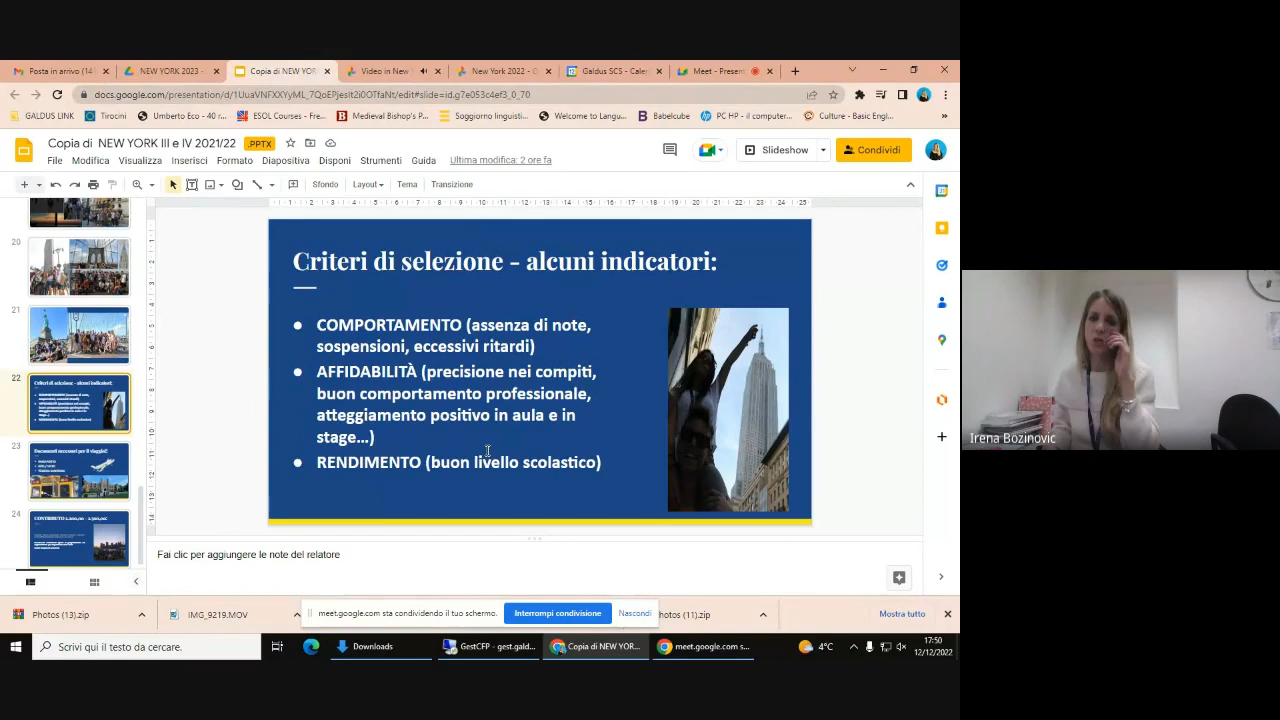 Posta in arrivo (14
NEW YORK 2023 -
Copia di NEW YOR
Video in New
New York 2022 - G
Galdus SCS - Cale
Meet - Present
docs.google.com/presentation/d/1UuaVNFXXYyML_7QoEPjesIt2i0OTfaNt/edit#slide=id.g7e053c4ef3_0_70
GALDUS LINK
Tirocini
Umberto Eco - 40 r...
ESOL Courses - Fre...
Medieval Bishop's P...
Soggiorno linguisti...
Welcome to Langu...
Babelcube
PC HP - il computer...
Culture - Basic Engl...
Copia di NEW YORK III e IV 2021/22
.PPTX
Slideshow
Condividi
File Modifica Visualizza Inserisci Formato Diapositiva Disponi Strumenti Guida
Ultima modifica: 2 ore fa
Sfondo Layout Tema Transizione
20
21
22
23
24
Criteri di selezione - alcuni indicatori:
● COMPORTAMENTO (assenza di note,
sospensioni, eccessivi ritardi)
● AFFIDABILITÀ (precisione nei compiti,
buon comportamento professionale,
atteggiamento positivo in aula e in
stage...)
● RENDIMENTO (buon livello scolastico)
Fai clic per aggiungere le note del relatore
Photos (13).zip
IMG_9219.MOV
meet.google.com sta condividendo il tuo schermo.
Interrompi condivisione
Nascondi
hotos (11).zip
Mostra tutto
Scrivi qui il testo da cercare.
Downloads
GestCFP - gest.gald...
Copia di NEW YOR...
meet.google.com s...
4°C
17:50
12/12/2022
Irena Bozinovic